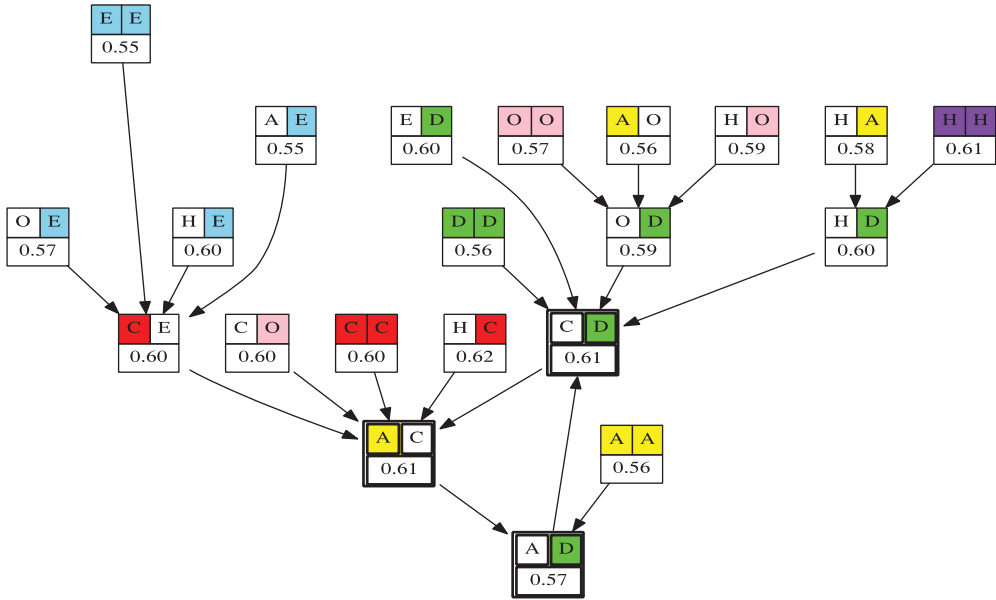 E E
0.55
A E
0.55
E D
0.60
O O
0.57
A O
0.56
H O
0.59
H A
0.58
H H
0.61
O E
0.57
H E
0.60
D D
0.56
O D
0.59
H D
0.60
C E
0.60
C O
0.60
C C
0.60
H C
0.62
C D
0.61
A C
0.61
A A
0.56
A D
0.57